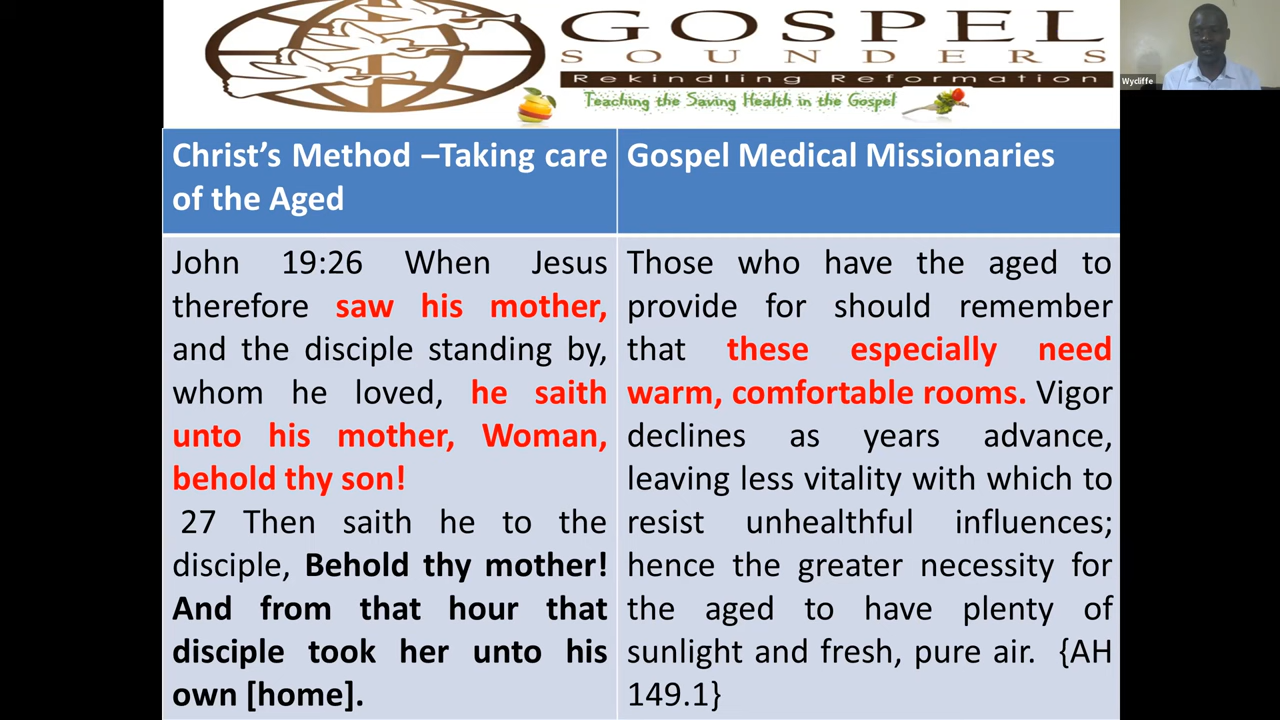 GOSPEL
SOUNDERS
Rekindling Reformation
Teaching the Saving Health in the Gospel
Wycliffe
Christ's Method –Taking care
of the Aged
John 19:26 When Jesus
therefore saw his mother,
and the disciple standing by,
whom he loved, he saith
unto his mother, Woman,
behold thy son!
27 Then saith he to the
disciple, Behold thy mother!
And from that hour that
disciple took her unto his
own [home].
Gospel Medical Missionaries
Those who have the aged to
provide for should remember
that these especially need
warm, comfortable rooms. Vigor
declines as years advance,
leaving less vitality with which to
resist unhealthful influences;
hence the greater necessity for
the aged to have plenty of
sunlight and fresh, pure air. {AH
149.1}